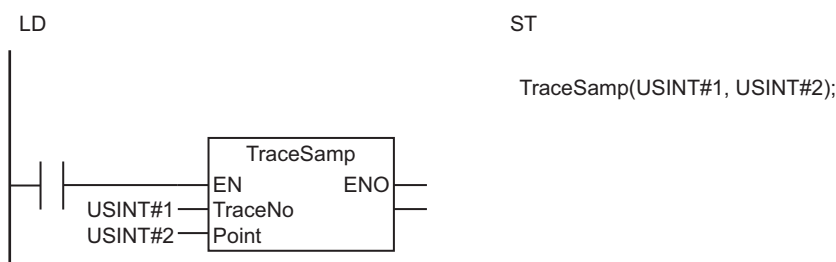 LD
ST
TraceSamp(USINT#1, USINT#2);
TraceSamp
EN ENO
USINT#1 TraceNo
USINT#2 Point